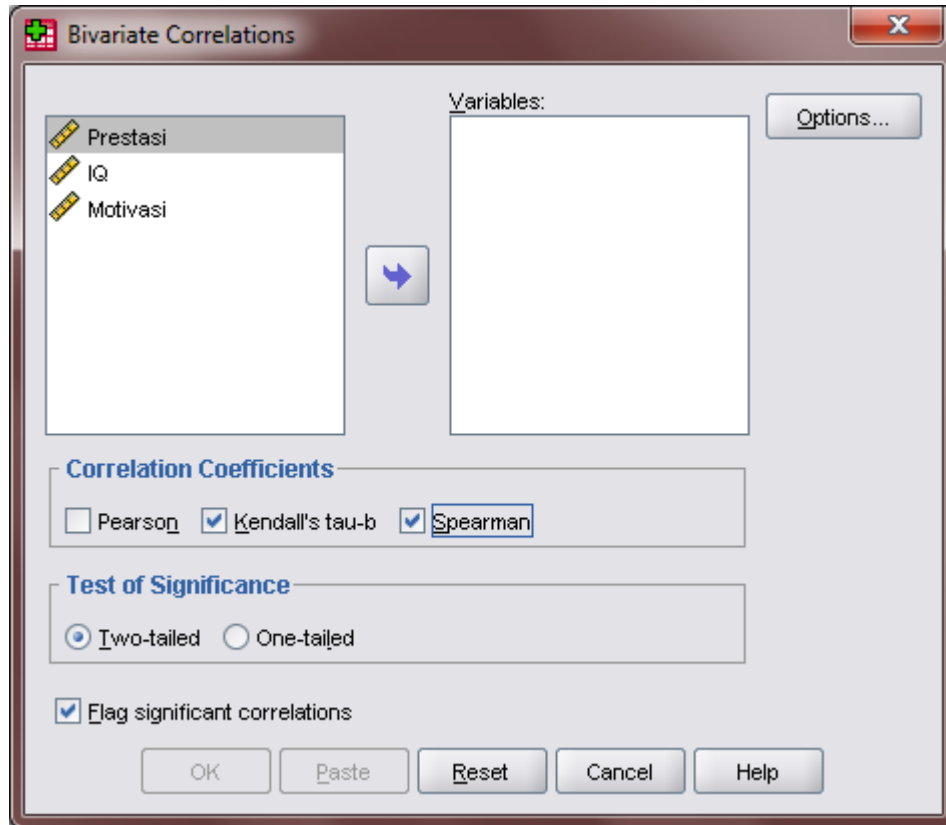 Bivariate Correlations
Variables:
Options...
Prestasi
IQ
Motivasi
Correlation Coefficients
Pearson Kendall's tau-b Spearman
Test of Significance
Two-tailed One-tailed
Flag significant correlations
OK Paste Reset Cancel Help